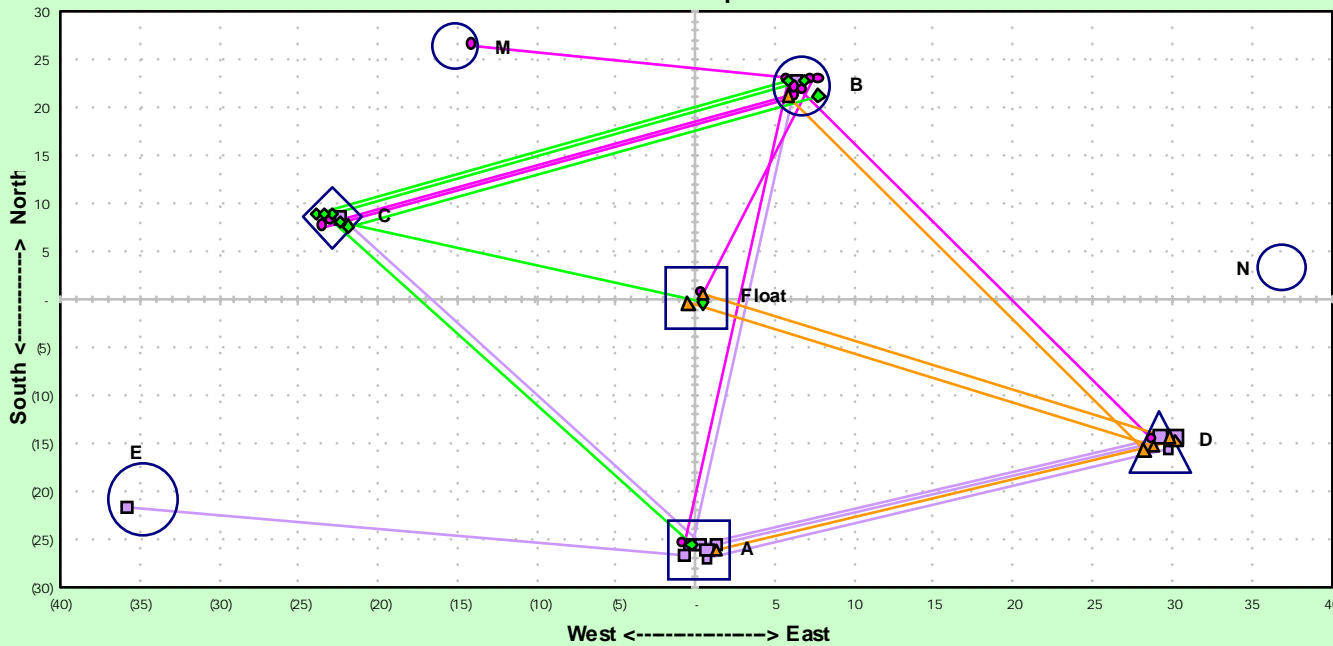 30
M
25
B
20
15
10
C
5
N
Float
-
(5)
(10)
D
(15)
E
(20)
(25)
A
(30)
(40) (35) (30) (25) (20) (15) (10) (5) - 5 10 15 20 25 30 35
South <----------> North
West <-----------> East